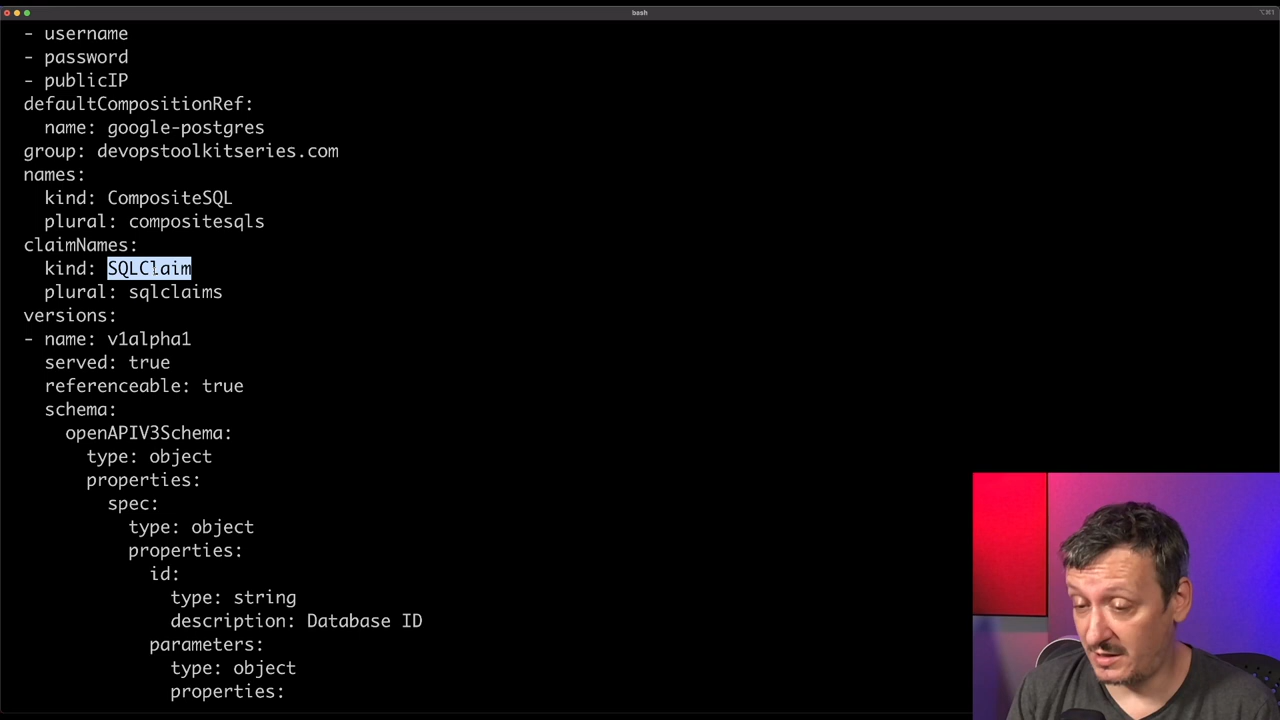 bash
⌥⌘1
- username
- password
- publicIP
defaultCompositionRef:
  name: google-postgres
group: devopstoolkitseries.com
names:
  kind: CompositeSQL
  plural: compositesqls
claimNames:
  kind: SQLClaim
  plural: sqlclaims
versions:
- name: v1alpha1
  served: true
  referenceable: true
  schema:
    openAPIV3Schema:
      type: object
      properties:
        spec:
          type: object
          properties:
            id:
              type: string
              description: Database ID
            parameters:
              type: object
              properties: